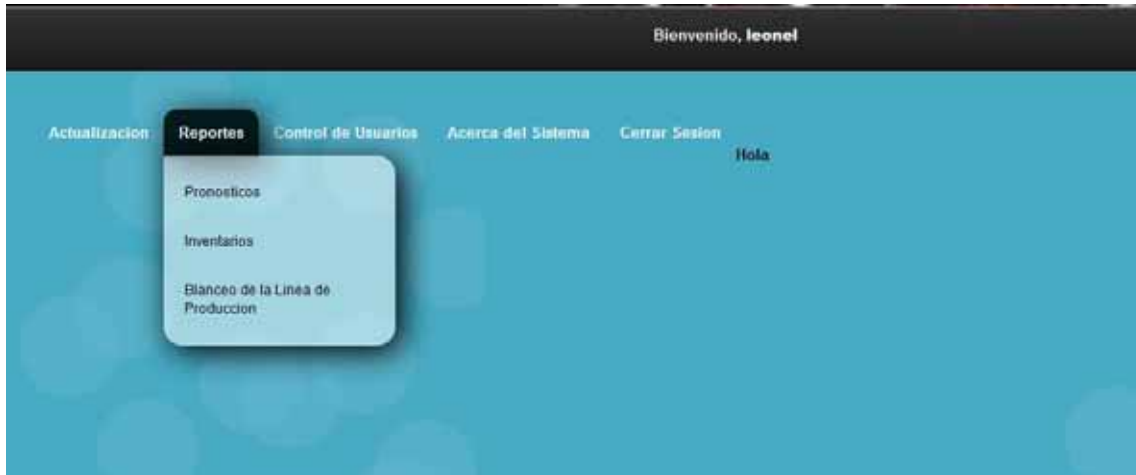 Bienvenido, leonel
Actualizacion Reportes Control de Usuarios Acerca del Sistema Cerrar Sesion
Hola
Pronosticos
Inventarios
Blanceo de la Linea de
Produccion